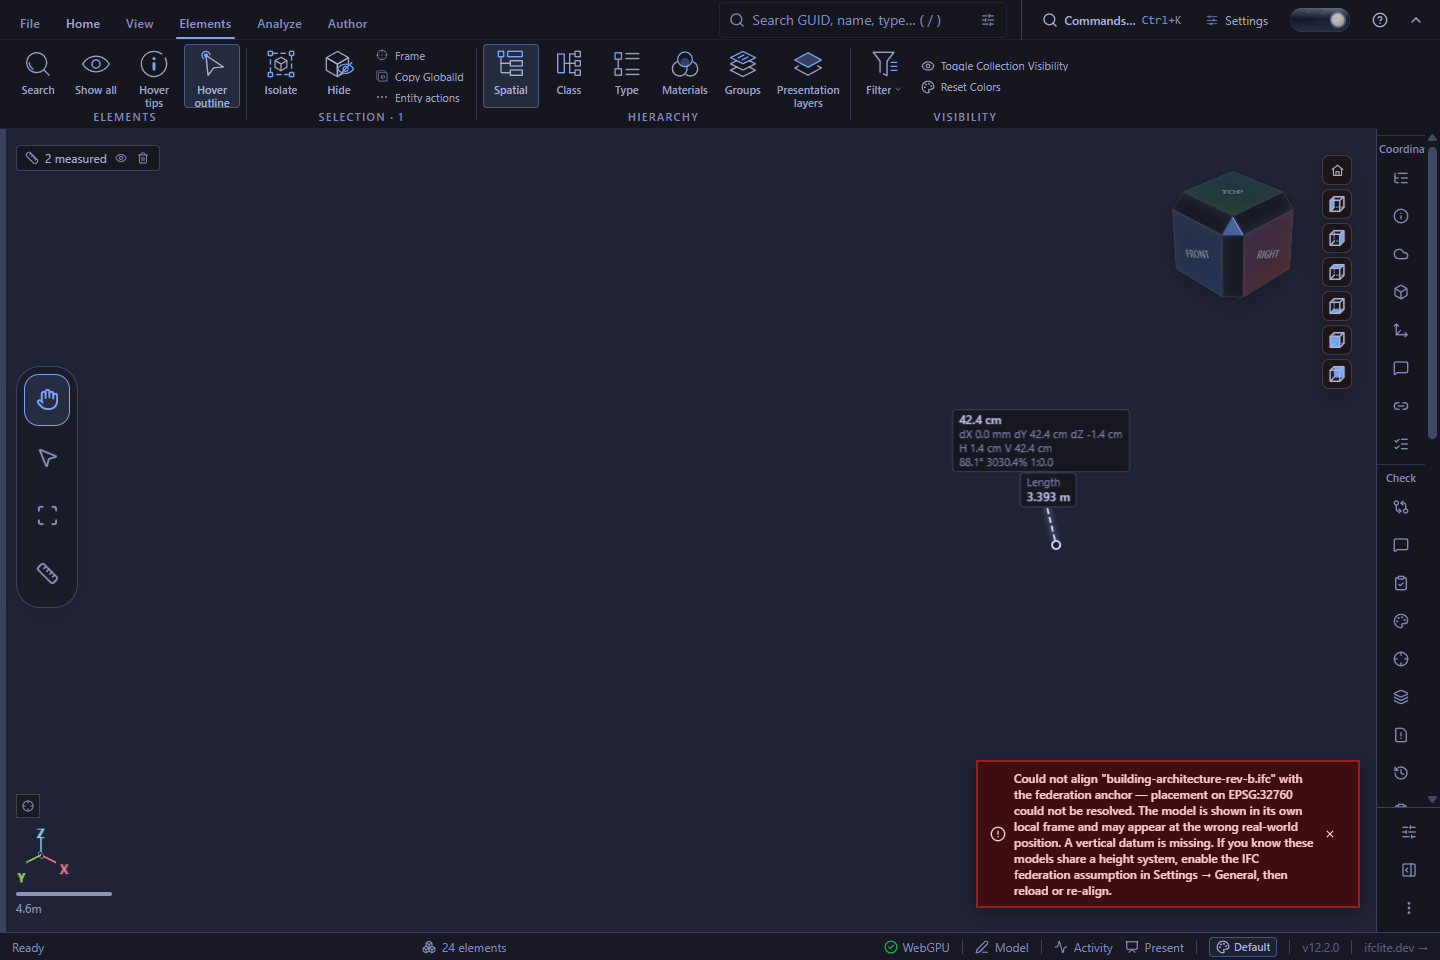 File
Home
View
Elements
Analyze
Author
Search GUID, name, type... ( / )
Commands... Ctrl+K
Settings
Search
Show all
Hover tips
Hover outline
ELEMENTS
Isolate
Hide
Frame
Copy GlobalId
Entity actions
SELECTION · 1
Spatial
Class
Type
Materials
Groups
Presentation layers
HIERARCHY
Filter
Toggle Collection Visibility
Reset Colors
VISIBILITY
2 measured
TOP
FRONT
RIGHT
Coordina
Check
42.4 cm
dX 0.0 mm dY 42.4 cm dZ -1.4 cm
H 1.4 cm V 42.4 cm
88.1° 3030.4% 1:0.0
Length
3.393 m
Z
X
Y
4.6m
Could not align "building-architecture-rev-b.ifc" with
the federation anchor — placement on EPSG:32760
could not be resolved. The model is shown in its own
local frame and may appear at the wrong real-world
position. A vertical datum is missing. If you know these
models share a height system, enable the IFC
federation assumption in Settings → General, then
reload or re-align.
Ready
24 elements
WebGPU
Model
Activity
Present
Default
v12.2.0
ifclite.dev →